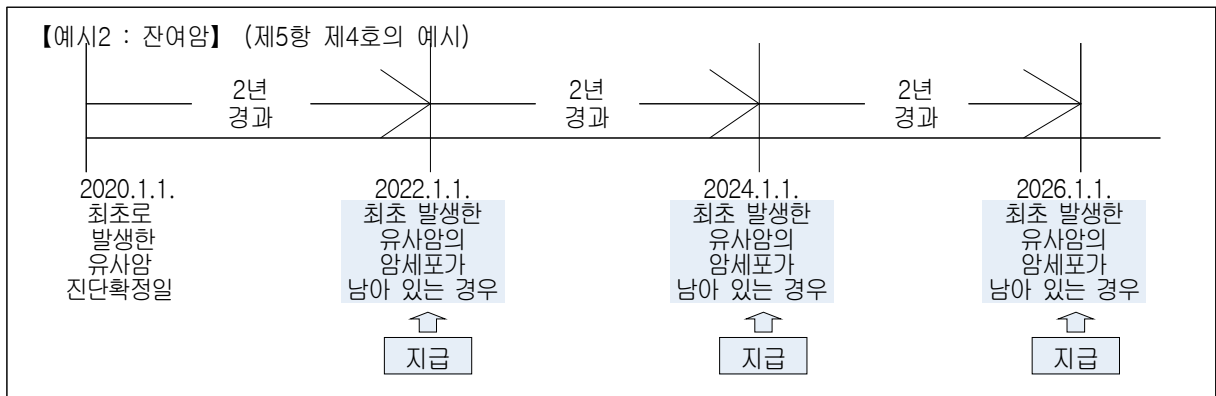 【예시2 : 잔여암】 (제5항 제4호의 예시)
2년
경과
2년
경과
2년
경과
2020.1.1.
최초로
발생한
유사암
진단확정일
2022.1.1.
최초 발생한
유사암의
암세포가
남아 있는 경우
지급
2024.1.1.
최초 발생한
유사암의
암세포가
남아 있는 경우
지급
2026.1.1.
최초 발생한
유사암의
암세포가
남아 있는 경우
지급